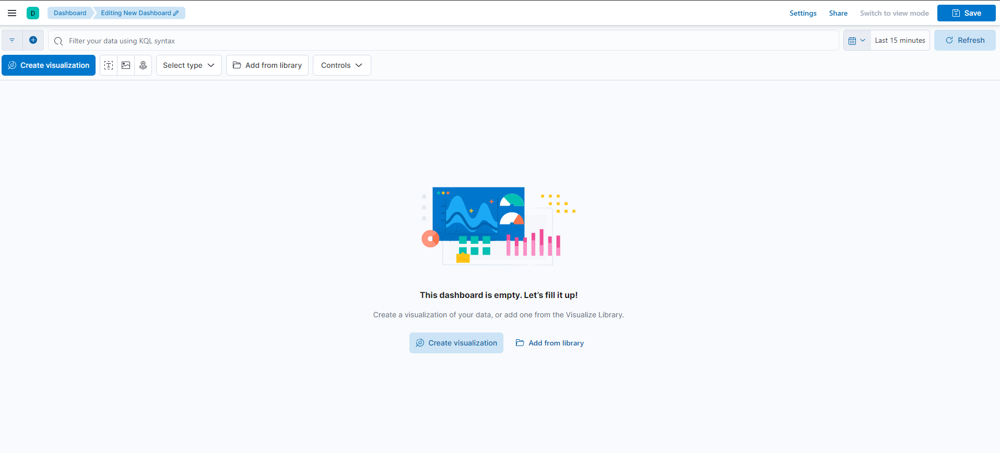 D Dashboard Editing New Dashboard Settings Share Switch to view mode Save
Filter your data using KQL syntax Last 15 minutes Refresh
Create visualization Select type Add from library Controls
This dashboard is empty. Let’s fill it up!
Create a visualization of your data, or add one from the Visualize Library.
Create visualization Add from library